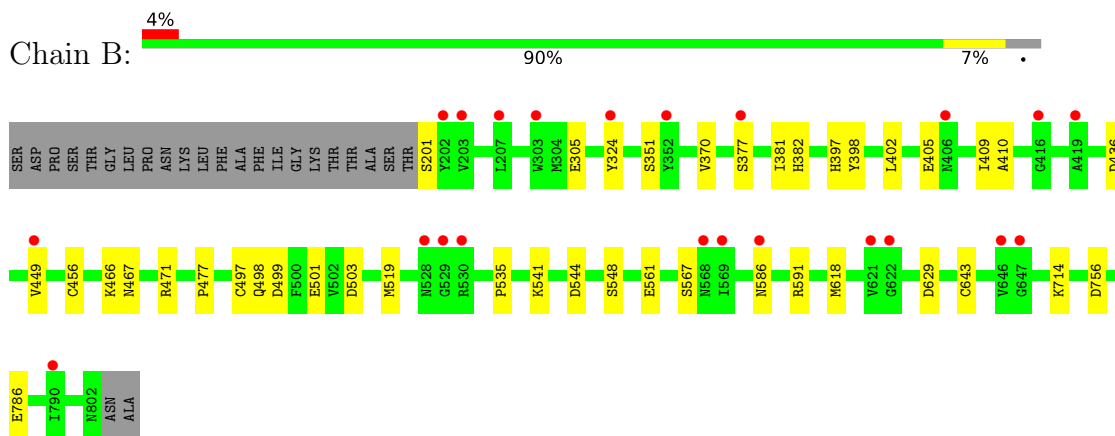 4%
Chain B:
90% 7% •
SER ASP PRO SER THR GLY LEU PRO ASN LYS LEU PHE ALA PHE ILE GLY LYS THR THR ALA SER THR S201 Y202 V203 L207 W303 M304 E305 Y324 S351 Y352 V370 S377 I381 H382 H397 Y398 L402 E405 N406 I409 A410 G416 A419 D436
V449 C456 K466 N467 R471 P477 C497 Q498 D499 F500 E501 V502 D503 M519 N528 G529 R530 P535 K541 D544 S548 E561 S567 N568 I569 N586 R591 M618 V621 G622 D629 C643 V646 G647 K714 D756
E786 I790 N802 ASN ALA